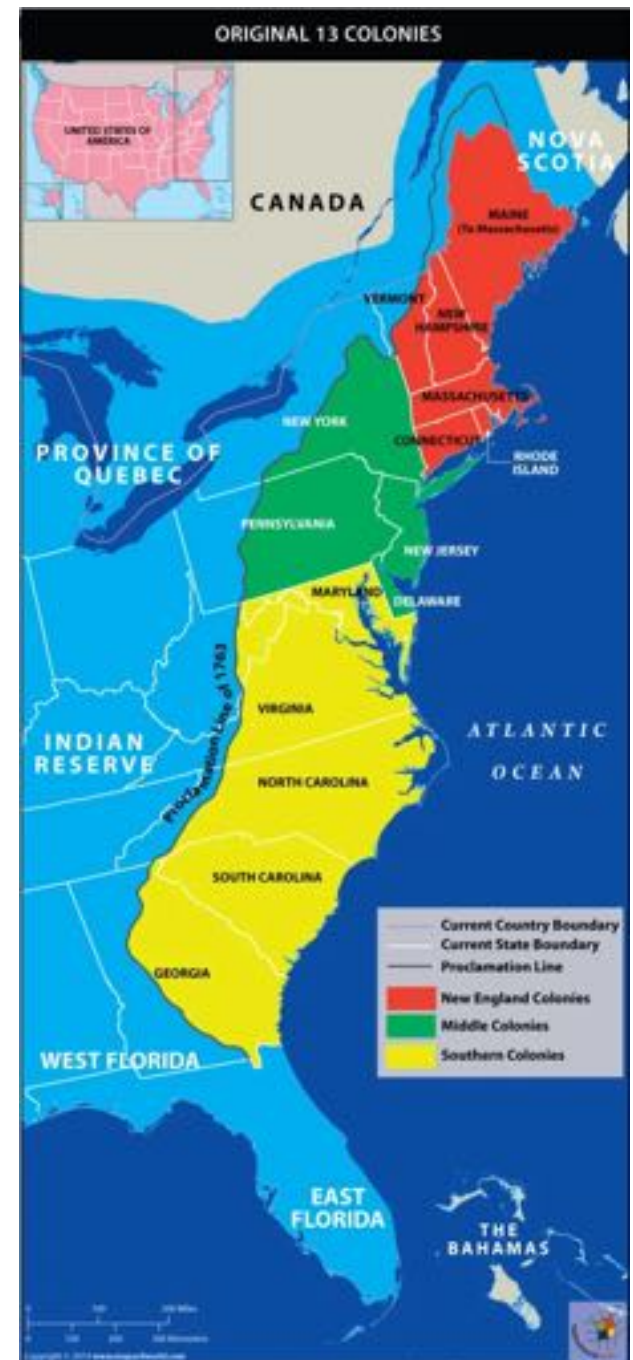 ORIGINAL 13 COLONIES
UNITED STATES OF
AMERICA
NOVA
SCOTIA
CANADA
MAINE
(To Massachusetts)
VERMONT
NEW
HAMPSHIRE
MASSACHUSETTS
NEW YORK
CONNECTICUT
RHODE
ISLAND
PROVINCE OF
QUEBEC
PENNSYLVANIA
NEW JERSEY
MARYLAND
DELAWARE
Proclamation Line of 1763
VIRGINIA
ATLANTIC
OCEAN
INDIAN
RESERVE
NORTH CAROLINA
SOUTH CAROLINA
GEORGIA
Current Country Boundary
Current State Boundary
Proclamation Line
New England Colonies
Middle Colonies
Southern Colonies
WEST FLORIDA
EAST
FLORIDA
THE
BAHAMAS